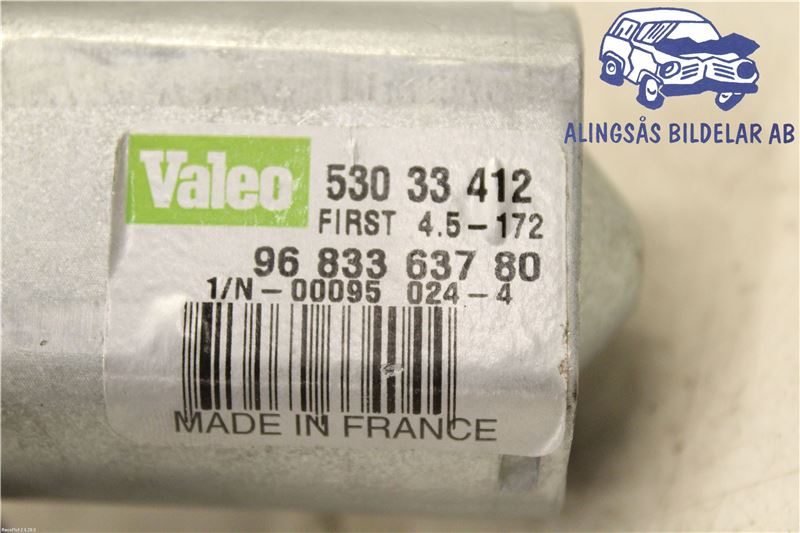 ALINGSÅS BILDELAR AB
Valeo
530 33 412
FIRST 4.5-172
96 833 637 80
1/N-00095 024-4
MADE IN FRANCE